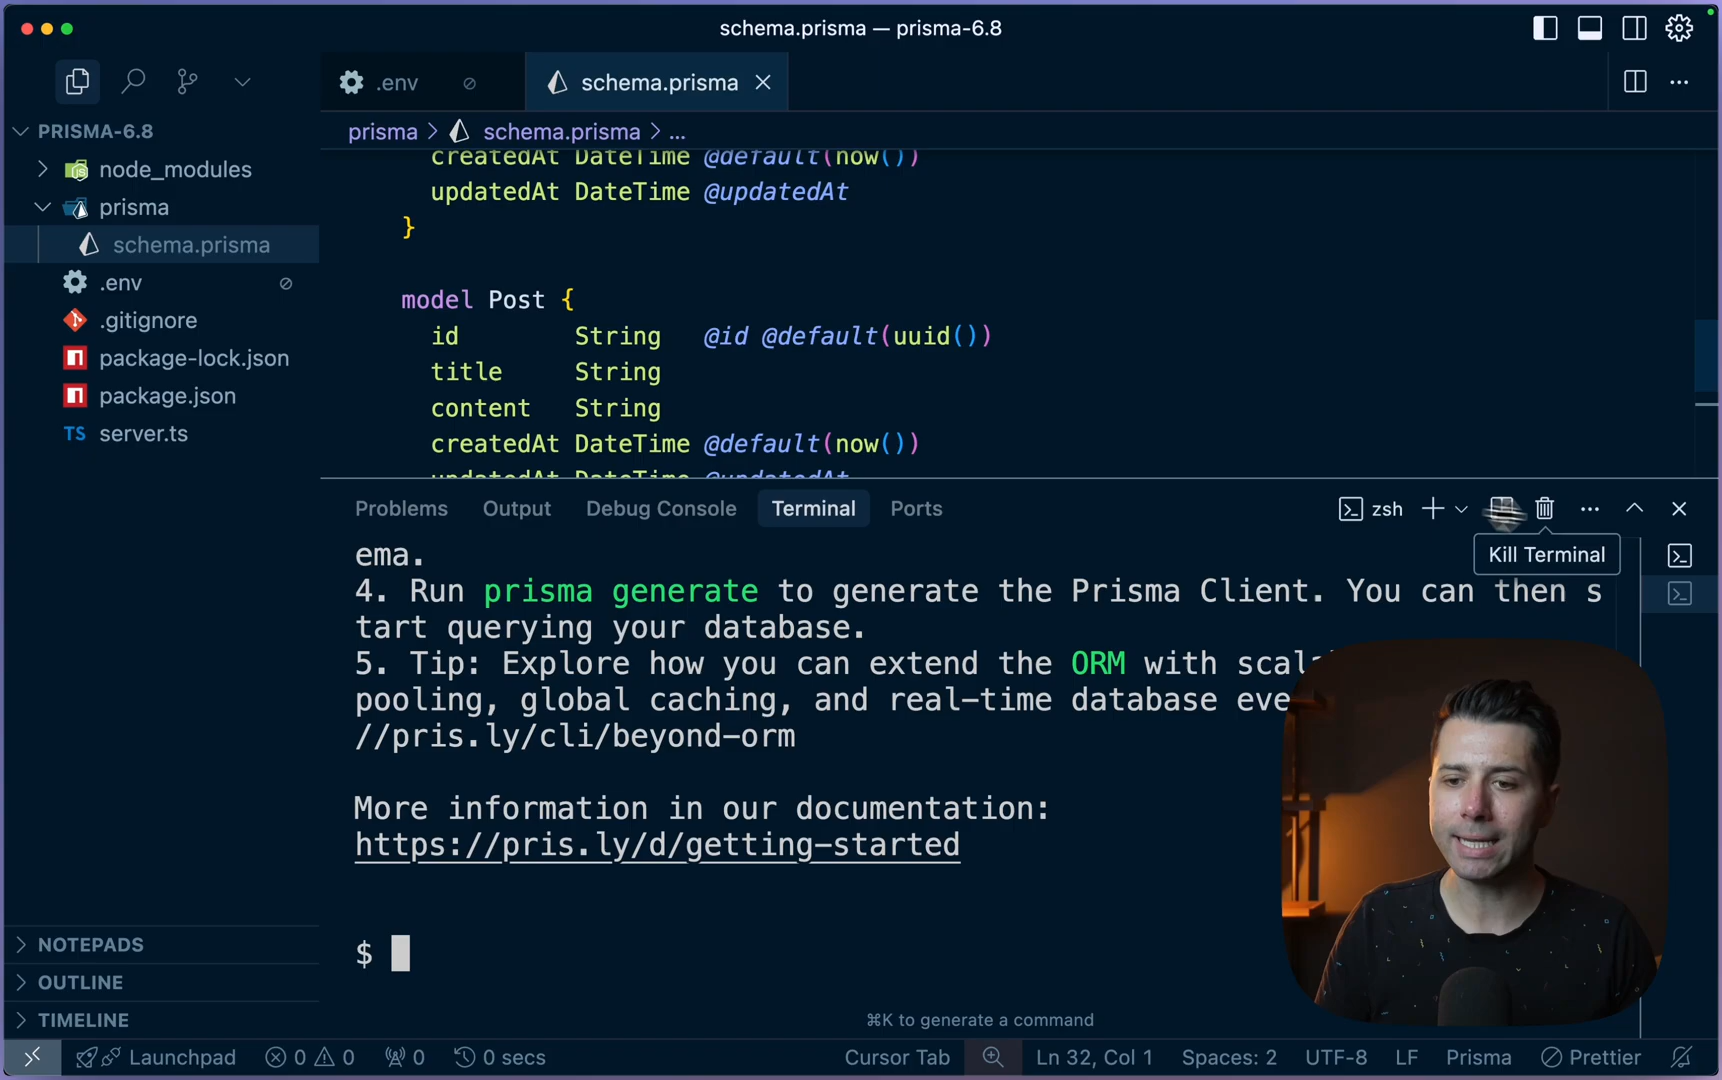 schema.prisma — prisma-6.8
.env
schema.prisma
PRISMA-6.8
prisma > schema.prisma > ...
node_modules
prisma
schema.prisma
.env
.gitignore
package-lock.json
package.json
TS server.ts
createdAt DateTime @default(now())
updatedAt DateTime @updatedAt
}
model Post {
id String @id @default(uuid())
title String
content String
createdAt DateTime @default(now())
updatedAt DateTime @updatedAt
Problems Output Debug Console Terminal Ports
zsh
Kill Terminal
ema.
4. Run prisma generate to generate the Prisma Client. You can then s
tart querying your database.
5. Tip: Explore how you can extend the ORM with
pooling, global caching, and real-time database
//pris.ly/cli/beyond-orm
More information in our documentation:
https://pris.ly/d/getting-started
$
⌘K to generate a command
NOTEPADS
OUTLINE
TIMELINE
Launchpad 0 0 0 0 secs Cursor Tab Ln 32, Col 1 Spaces: 2 UTF-8 LF Prisma Prettier